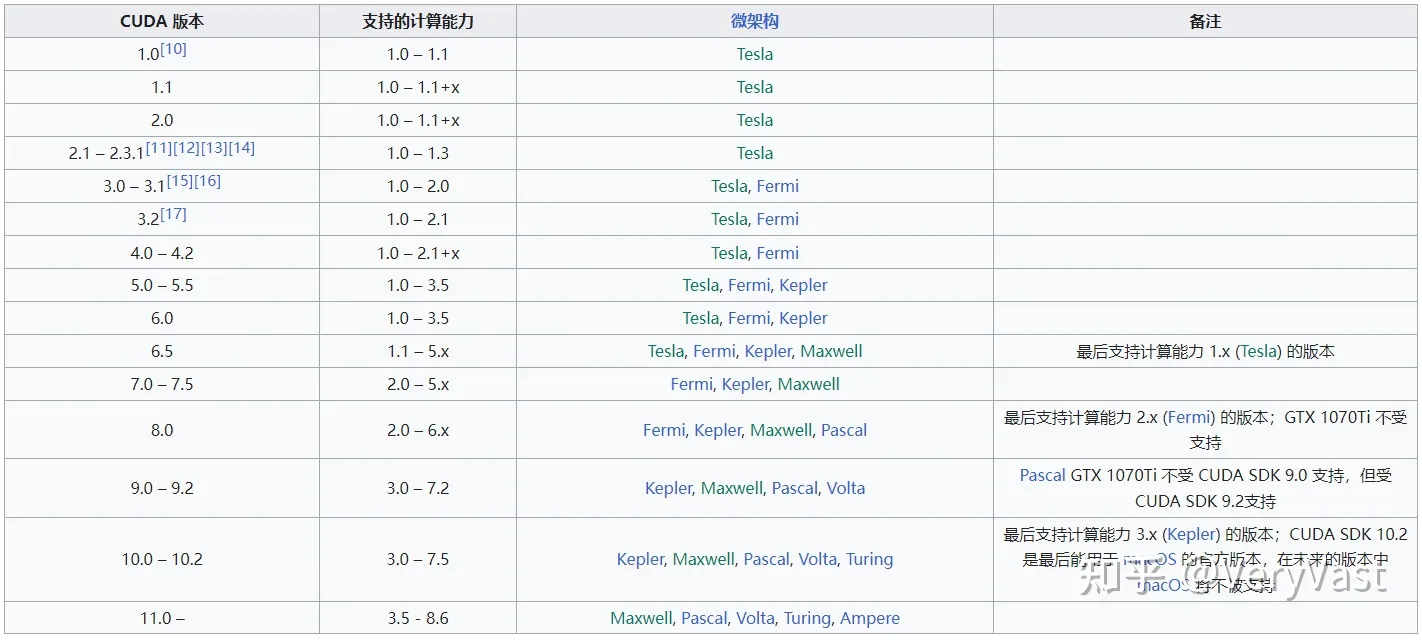 CUDA 版本 支持的计算能力 微架构 备注
1.0[10] 1.0 – 1.1 Tesla
1.1 1.0 – 1.1+x Tesla
2.0 1.0 – 1.1+x Tesla
2.1 – 2.3.1[11][12][13][14] 1.0 – 1.3 Tesla
3.0 – 3.1[15][16] 1.0 – 2.0 Tesla, Fermi
3.2[17] 1.0 – 2.1 Tesla, Fermi
4.0 – 4.2 1.0 – 2.1+x Tesla, Fermi
5.0 – 5.5 1.0 – 3.5 Tesla, Fermi, Kepler
6.0 1.0 – 3.5 Tesla, Fermi, Kepler
6.5 1.1 – 5.x Tesla, Fermi, Kepler, Maxwell 最后支持计算能力 1.x (Tesla) 的版本
7.0 – 7.5 2.0 – 5.x Fermi, Kepler, Maxwell
8.0 2.0 – 6.x Fermi, Kepler, Maxwell, Pascal 最后支持计算能力 2.x (Fermi) 的版本；GTX 1070Ti 不受
支持
9.0 – 9.2 3.0 – 7.2 Kepler, Maxwell, Pascal, Volta Pascal GTX 1070Ti 不受 CUDA SDK 9.0 支持，但受
CUDA SDK 9.2支持
10.0 – 10.2 3.0 – 7.5 Kepler, Maxwell, Pascal, Volta, Turing 最后支持计算能力 3.x (Kepler) 的版本；CUDA SDK 10.2
是最后能用于 macOS 的官方版本，在未来的版本中
macOS 将不被支持
11.0 – 3.5 - 8.6 Maxwell, Pascal, Volta, Turing, Ampere
知乎 @VeryVast